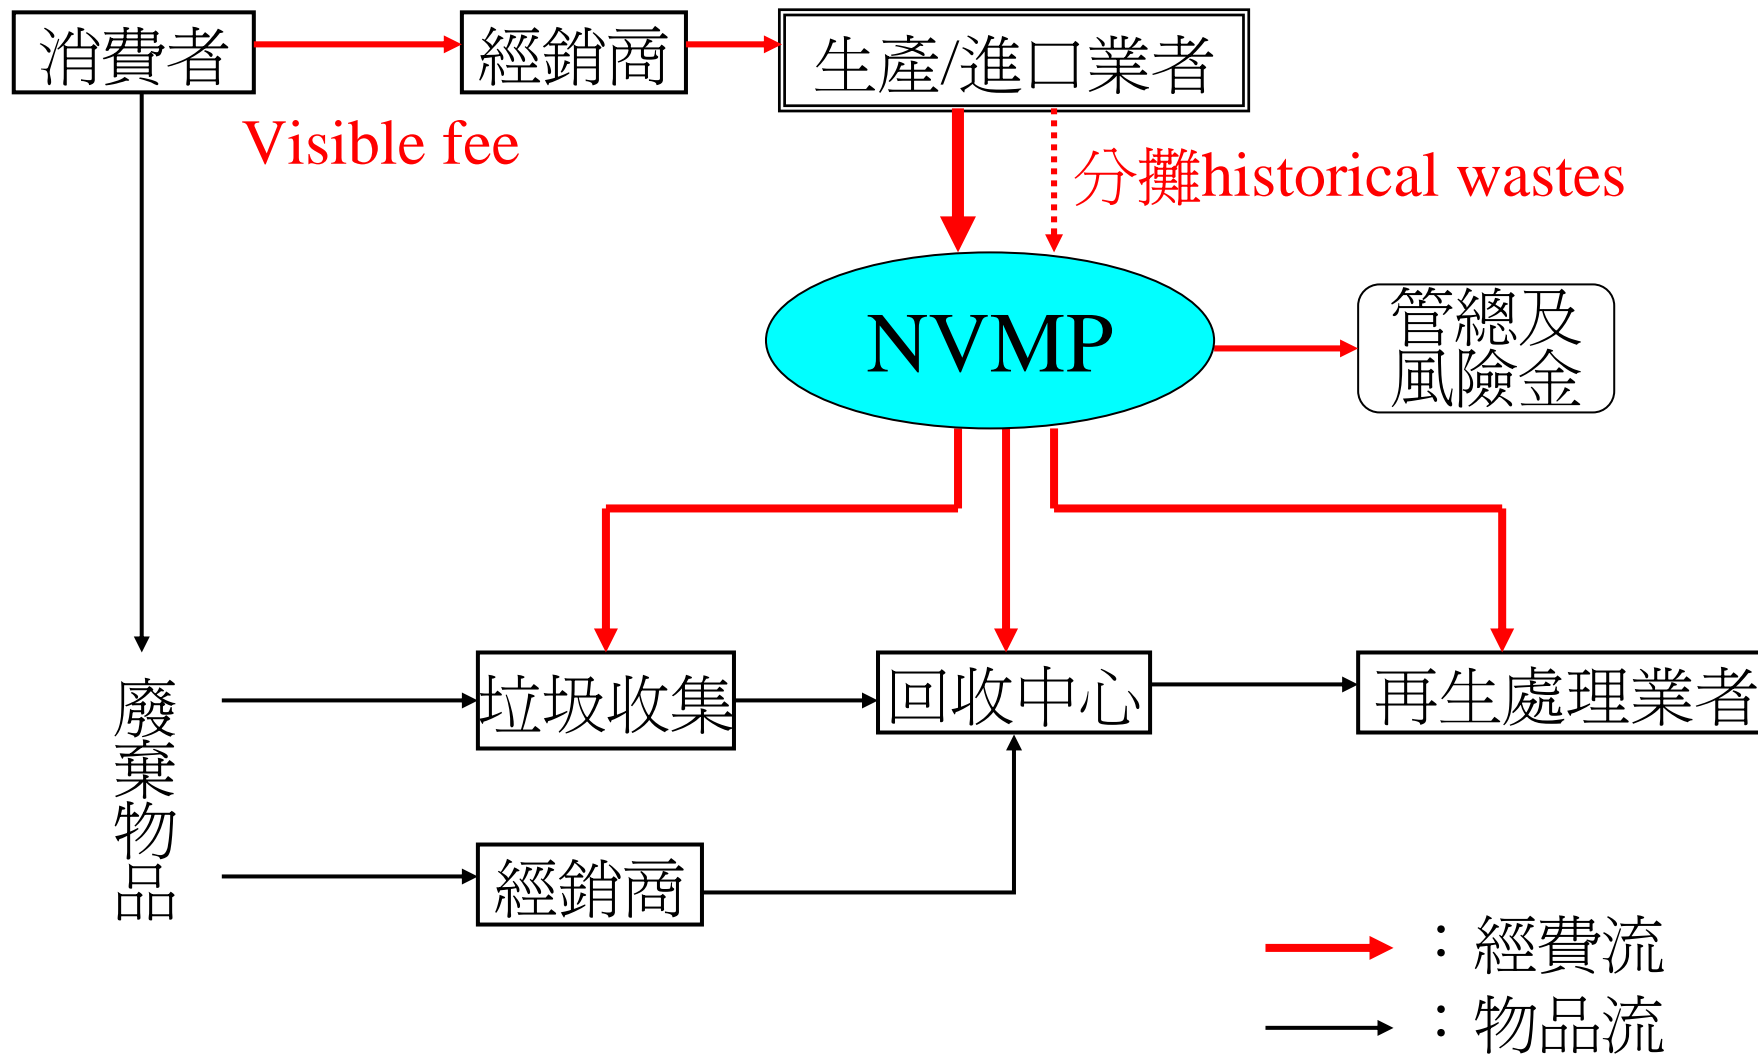 消費者
經銷商
生產/進口業者
Visible fee
分攤historical wastes
NVMP
管總及
風險金
垃圾收集
回收中心
再生處理業者
廢棄物品
經銷商
：經費流
：物品流